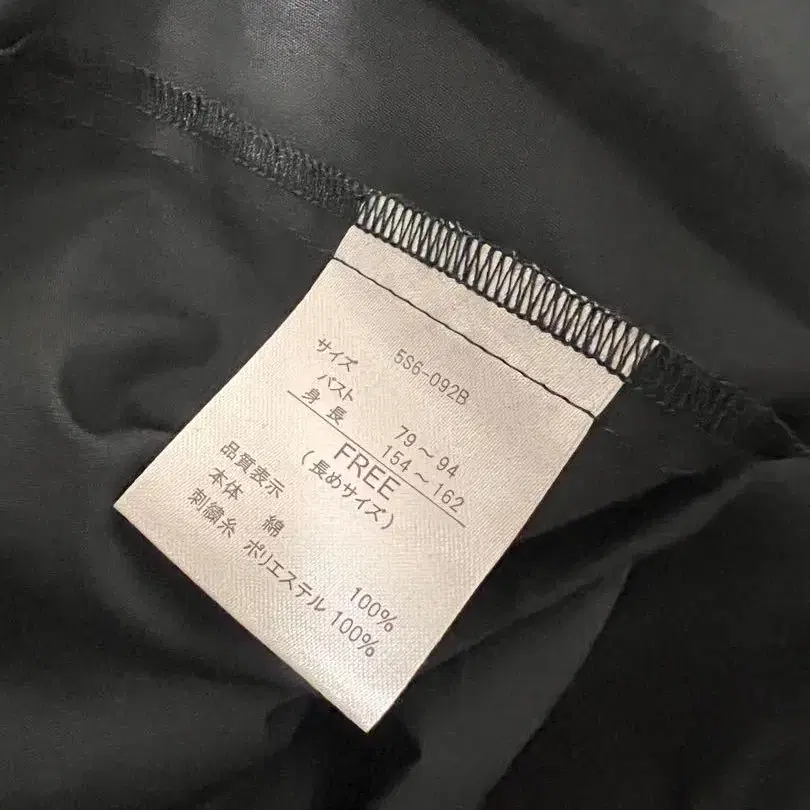 5S6-092B
サイズ
バスト 79～94
身長 154～162
FREE
(長めサイズ)
品質表示
本体 綿 100%
刺繍糸 ポリエステル 100%